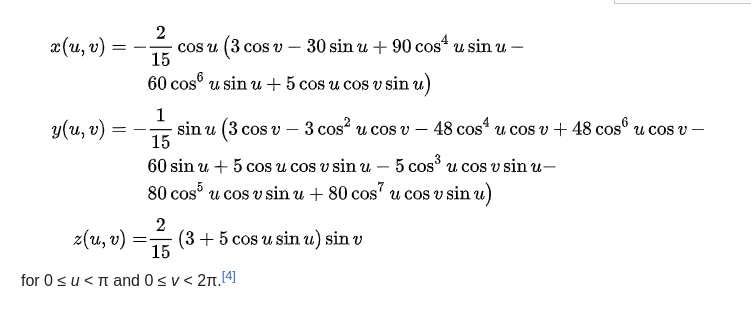 x(u, v) = −2/15 cos u (3 cos v − 30 sin u + 90 cos⁴ u sin u −
60 cos⁶ u sin u + 5 cos u cos v sin u)
y(u, v) = −1/15 sin u (3 cos v − 3 cos² u cos v − 48 cos⁴ u cos v + 48 cos⁶ u cos v −
60 sin u + 5 cos u cos v sin u − 5 cos³ u cos v sin u−
80 cos⁵ u cos v sin u + 80 cos⁷ u cos v sin u)
z(u, v) = 2/15 (3 + 5 cos u sin u) sin v
for 0 ≤ u < π and 0 ≤ v < 2π.[4]